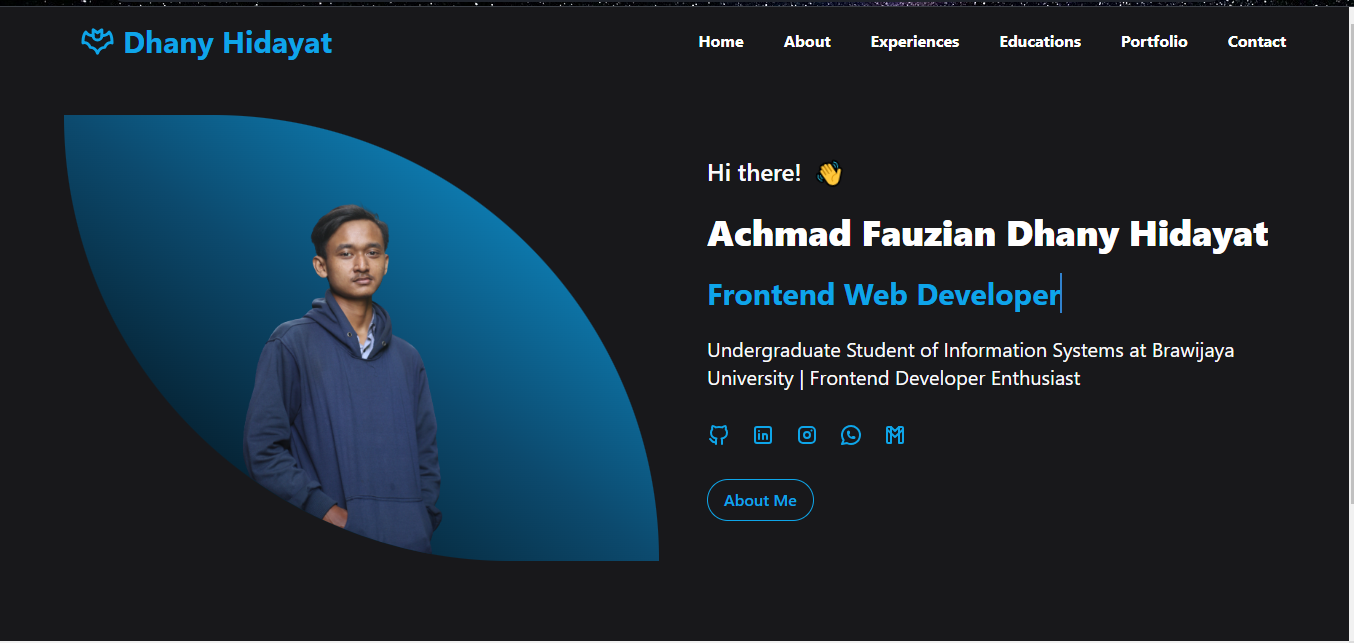 Dhany Hidayat
Home About Experiences Educations Portfolio Contact
Hi there! 👋
Achmad Fauzian Dhany Hidayat
Frontend Web Developer
Undergraduate Student of Information Systems at Brawijaya
University | Frontend Developer Enthusiast
About Me